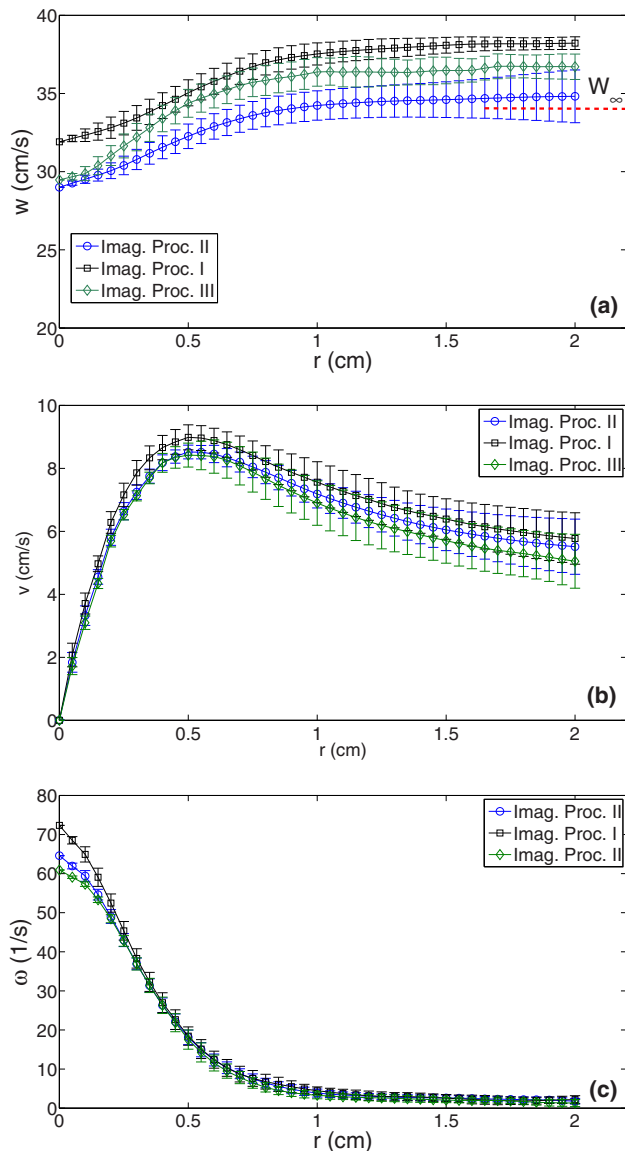 40
35
30
25
20
w (cm/s)
W∞
Imag. Proc. II
Imag. Proc. I
Imag. Proc. III
(a)
0 0.5 1 1.5 2
r (cm)
10
8
6
4
2
0
v (cm/s)
Imag. Proc. II
Imag. Proc. I
Imag. Proc. III
(b)
0 0.5 1 1.5 2
r (cm)
80
70
60
50
40
30
20
10
0
ω (1/s)
Imag. Proc. II
Imag. Proc. I
Imag. Proc. II
(c)
0 0.5 1 1.5 2
r (cm)